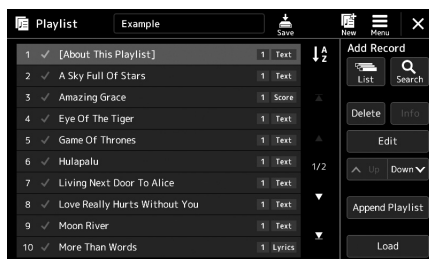 Playlist
Example
Save
New
Menu
1 [About This Playlist] 1 Text
2 A Sky Full Of Stars 1 Text
3 Amazing Grace 1 Score
4 Eye Of The Tiger 1 Text
5 Game Of Thrones 1 Text
6 Hulapalu 1 Text
7 Living Next Door To Alice 1 Text
8 Love Really Hurts Without You 1 Text
9 Moon River 1 Text
10 More Than Words 1 Lyrics
A
Z
1/2
Add Record
List
Search
Delete
Info
Edit
Up
Down
Append Playlist
Load